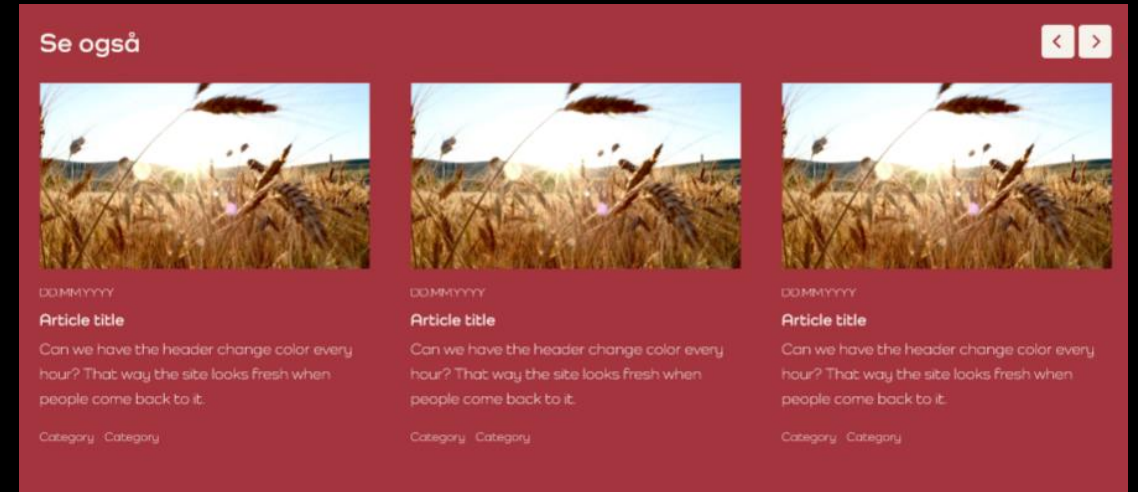 Se også
DD.MM.YYYY
Article title
Can we have the header change color every
hour? That way the site looks fresh when
people come back to it.
Category Category
DD.MM.YYYY
Article title
Can we have the header change color every
hour? That way the site looks fresh when
people come back to it.
Category Category
DD.MM.YYYY
Article title
Can we have the header change color every
hour? That way the site looks fresh when
people come back to it.
Category Category